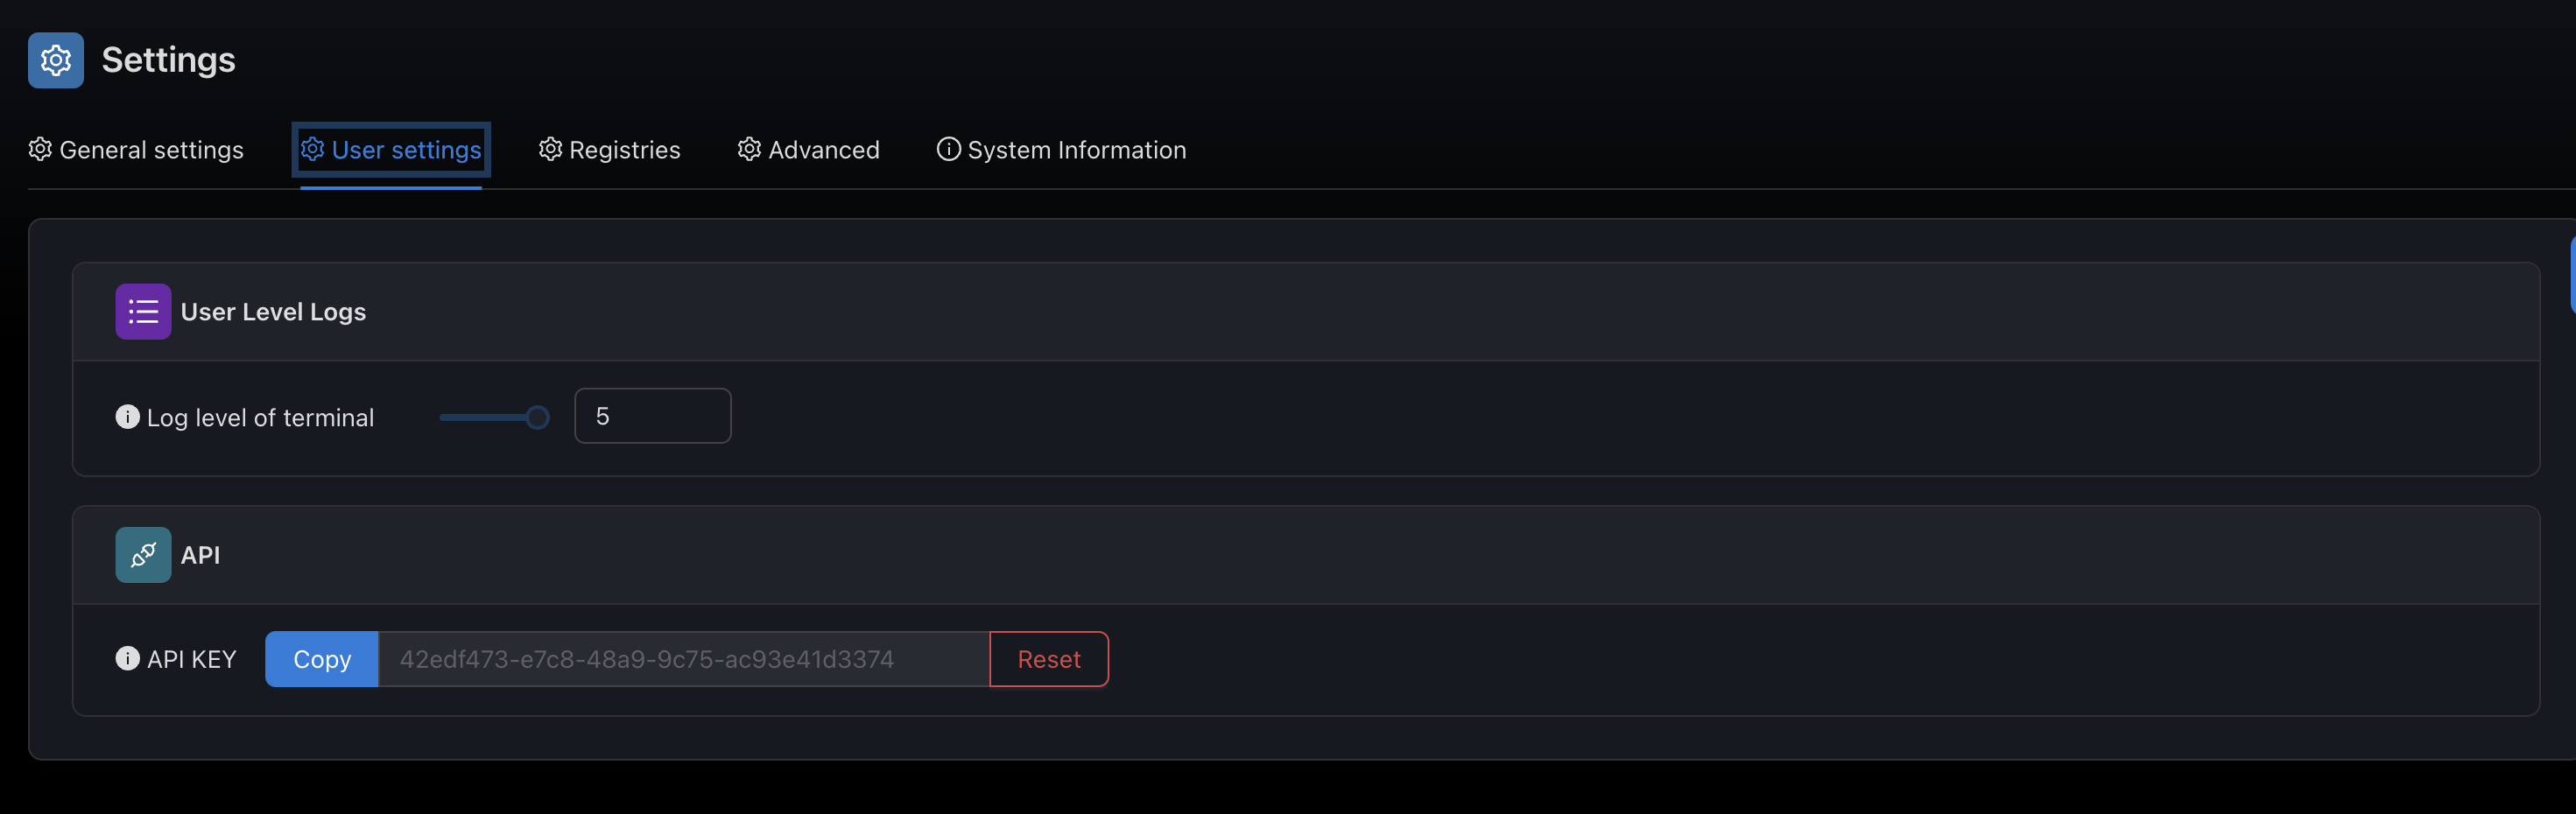 Settings
General settings
User settings
Registries
Advanced
System Information
User Level Logs
Log level of terminal
5
API
API KEY
Copy
42edf473-e7c8-48a9-9c75-ac93e41d3374
Reset